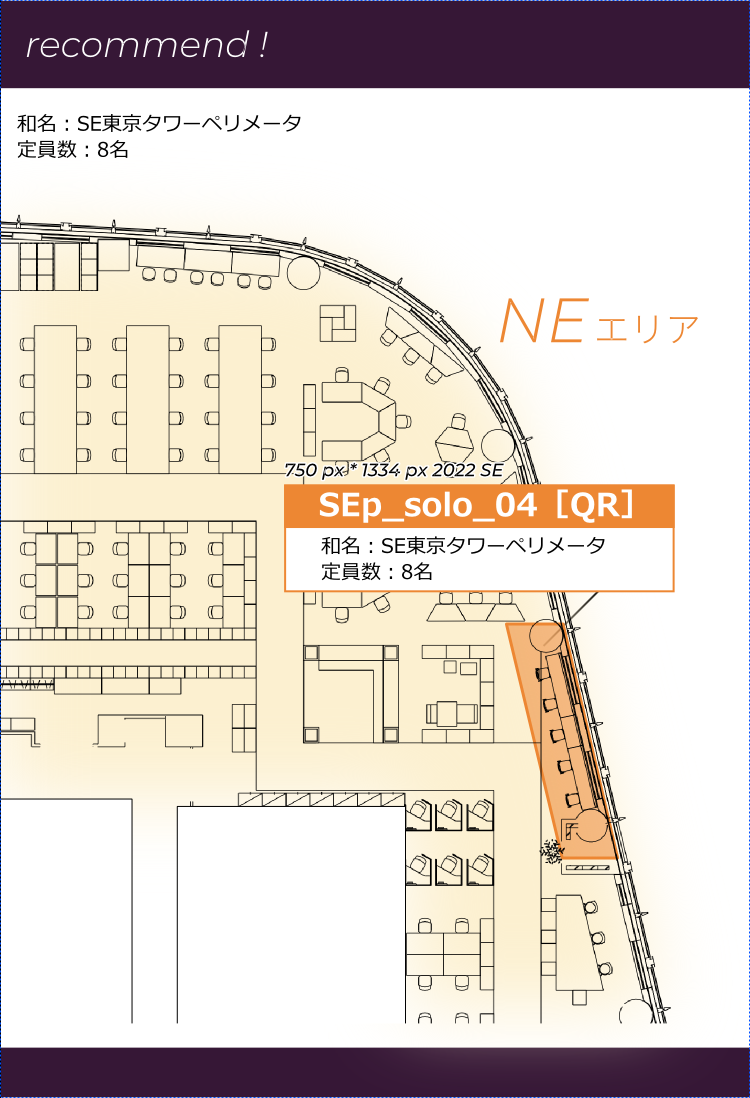 recommend !
和名：SE東京タワーペリメータ
定員数：8名
NEエリア
750 px * 1334 px 2022 SE
SEp_solo_04［QR］
和名：SE東京タワーペリメータ
定員数：8名